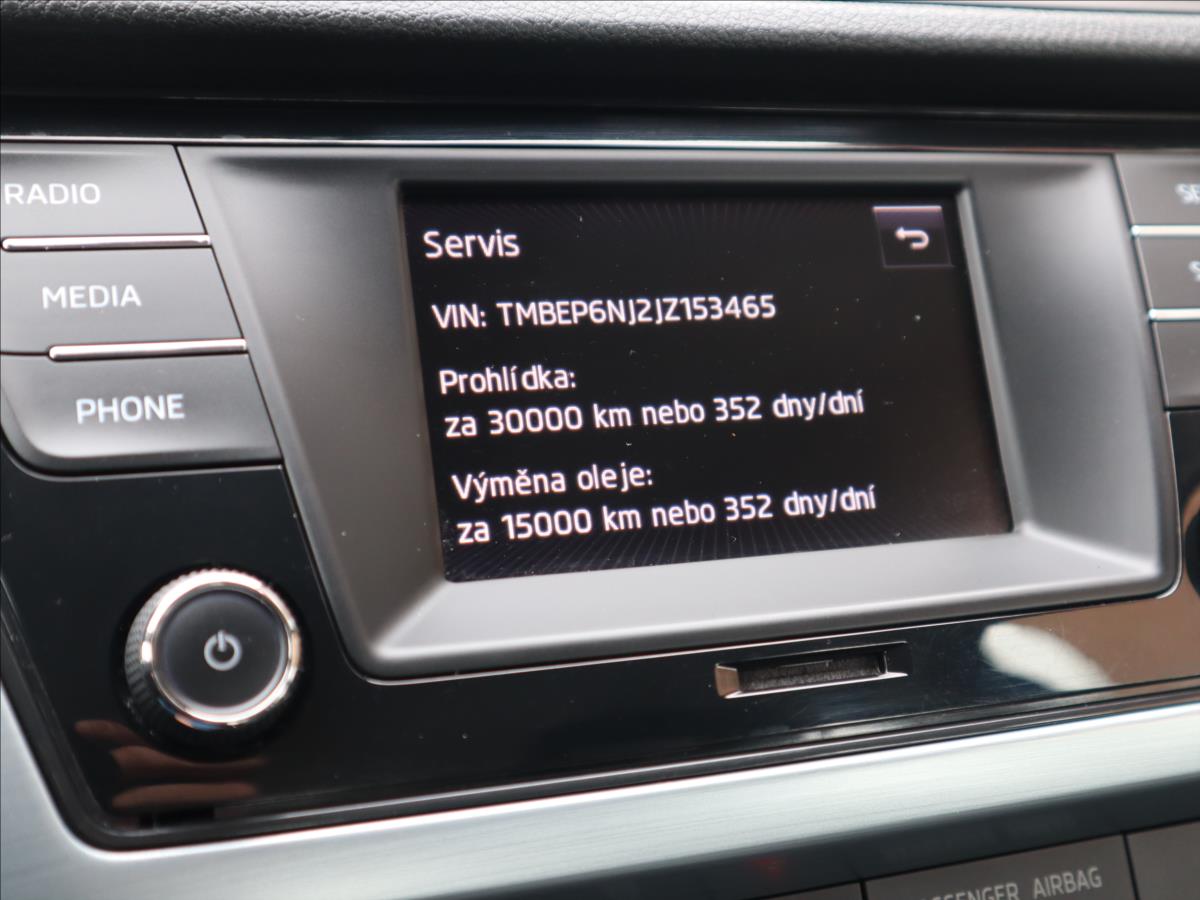 RADIO
MEDIA
PHONE
Servis
VIN: TMBEP6NJ2JZ153465
Prohlídka:
za 30000 km nebo 352 dny/dní
Výměna oleje:
za 15000 km nebo 352 dny/dní
AIRBAG